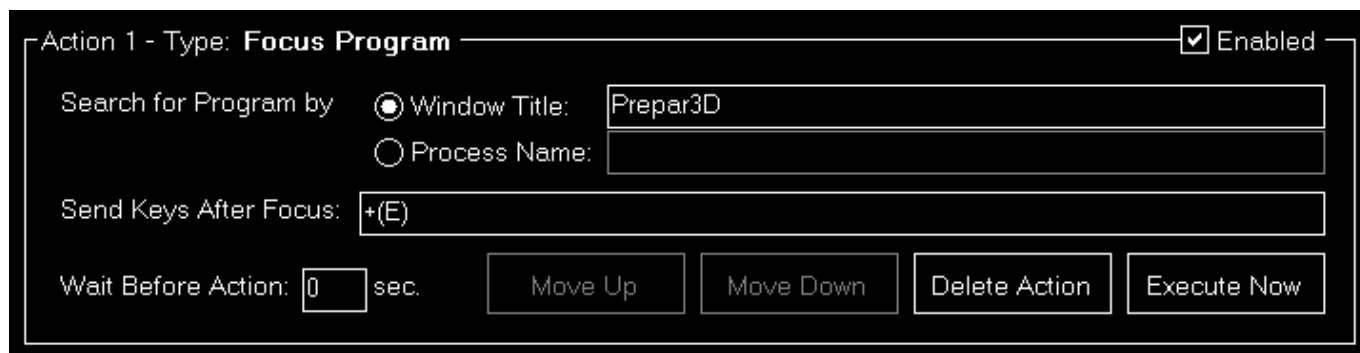 Action 1 - Type: Focus Program Enabled
Search for Program by Window Title: Prepar3D
Process Name:
Send Keys After Focus: +(E)
Wait Before Action: 0 sec. Move Up Move Down Delete Action Execute Now